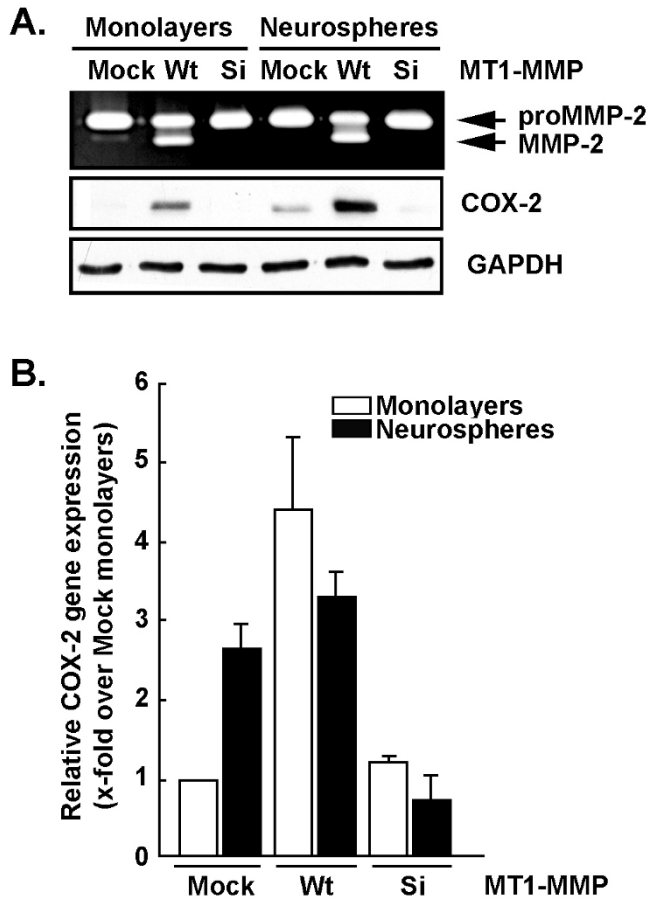 A.
Monolayers Neurospheres
Mock Wt Si Mock Wt Si MT1-MMP
proMMP-2
MMP-2
COX-2
GAPDH
B.
Relative COX-2 gene expression
(x-fold over Mock monolayers)
6
5
4
3
2
1
0
Monolayers
Neurospheres
Mock Wt Si MT1-MMP